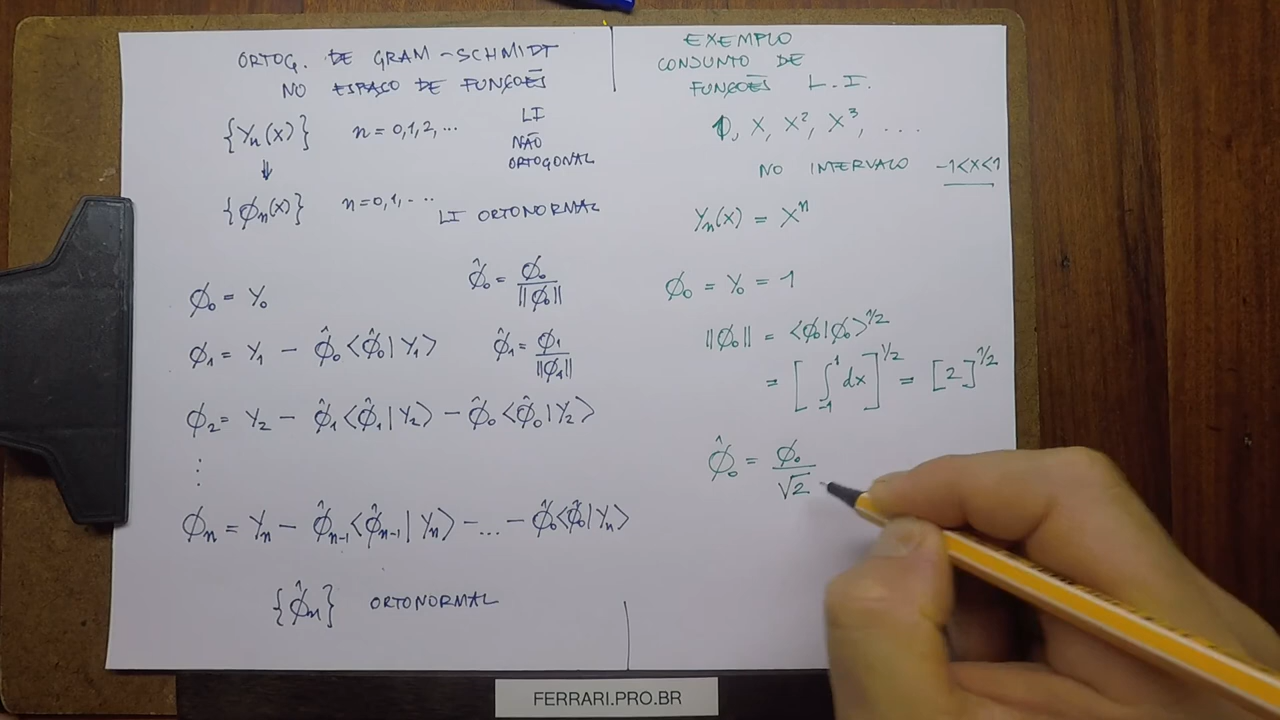 ORTOG. DE GRAM-SCHMIDT
NO ESPAÇO DE FUNÇÕES
{Yₙ(x)} n = 0,1,2,... LI
NÃO
ORTOGONAL
⇓
{ϕₙ(x)} n=0,1,... LI ORTONORMAL
ϕ₀ = Y₀ ϕ̂₀ = ϕ₀/||ϕ₀||
ϕ₁ = Y₁ − ϕ̂₀<ϕ̂₀|Y₁> ϕ̂₁ = ϕ₁/||ϕ₁||
ϕ₂ = Y₂ − ϕ̂₁<ϕ̂₁|Y₂> − ϕ̂₀<ϕ̂₀|Y₂>
⋮
ϕₙ = Yₙ − ϕ̂ₙ₋₁<ϕ̂ₙ₋₁|Yₙ> − ... − ϕ̂₀<ϕ̂₀|Yₙ>
{ϕ̂ₙ} ORTONORMAL
EXEMPLO
CONJUNTO DE
FUNÇÕES L.I.
1, X, X², X³, ...
NO INTERVALO -1<X<1
Yₙ(X) = Xⁿ
ϕ₀ = Y₀ = 1
||ϕ₀|| = <ϕ₀|ϕ₀>^1/2
= [∫₋₁¹ dx]^1/2 = [2]^1/2
ϕ̂₀ = ϕ₀/√2
FERRARI.PRO.BR